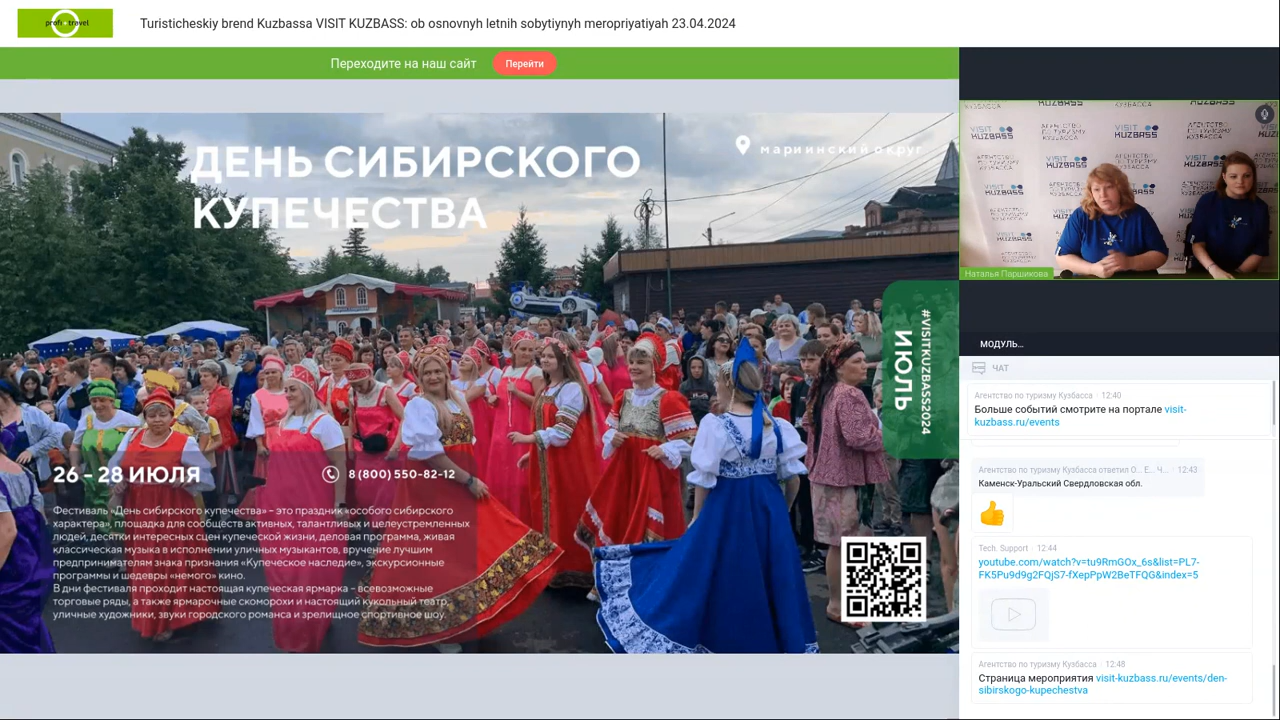 profi travel
Turisticheskiy brend Kuzbassa VISIT KUZBASS: ob osnovnyh letnih sobytiynyh meropriyatiyah 23.04.2024
Переходите на наш сайт
Перейти
ДЕНЬ СИБИРСКОГО
КУПЕЧЕСТВА
мариинский округ
#VISITKUZBASS2024
ИЮЛЬ
26 – 28 ИЮЛЯ
8 (800) 550-82-12
Фестиваль «День сибирского купечества» – это праздник «особого сибирского
характера», площадка для сообществ активных, талантливых и целеустремленных
людей, десятки интересных сцен купеческой жизни, деловая программа, живая
классическая музыка в исполнении уличных музыкантов, вручение лучшим
предпринимателям знака признания «Купеческое наследие», экскурсионные
программы и шедевры «немого» кино.
В дни фестиваля проходит настоящая купеческая ярмарка – всевозможные
торговые ряды, а также ярмарочные скоморохи и настоящий кукольный театр,
уличные художники, звуки городского романса и зрелищное спортивное шоу.
VISIT KUZBASS
АГЕНТСТВО ПО ТУРИЗМУ КУЗБАССА
Наталья Паршикова
МОДУЛЬ...
ЧАТ
Агентство по туризму Кузбасса · 12:40
Больше событий смотрите на портале visit-
kuzbass.ru/events
Агентство по туризму Кузбасса ответил О... Е... Ч... · 12:43
Каменск-Уральский Свердловская обл.
Tech. Support · 12:44
youtube.com/watch?v=tu9RmGOx_6s&list=PL7-
FK5Pu9d9g2FQjS7-fXepPpW2BeTFQG&index=5
Агентство по туризму Кузбасса · 12:48
Страница мероприятия visit-kuzbass.ru/events/den-
sibirskogo-kupechestva